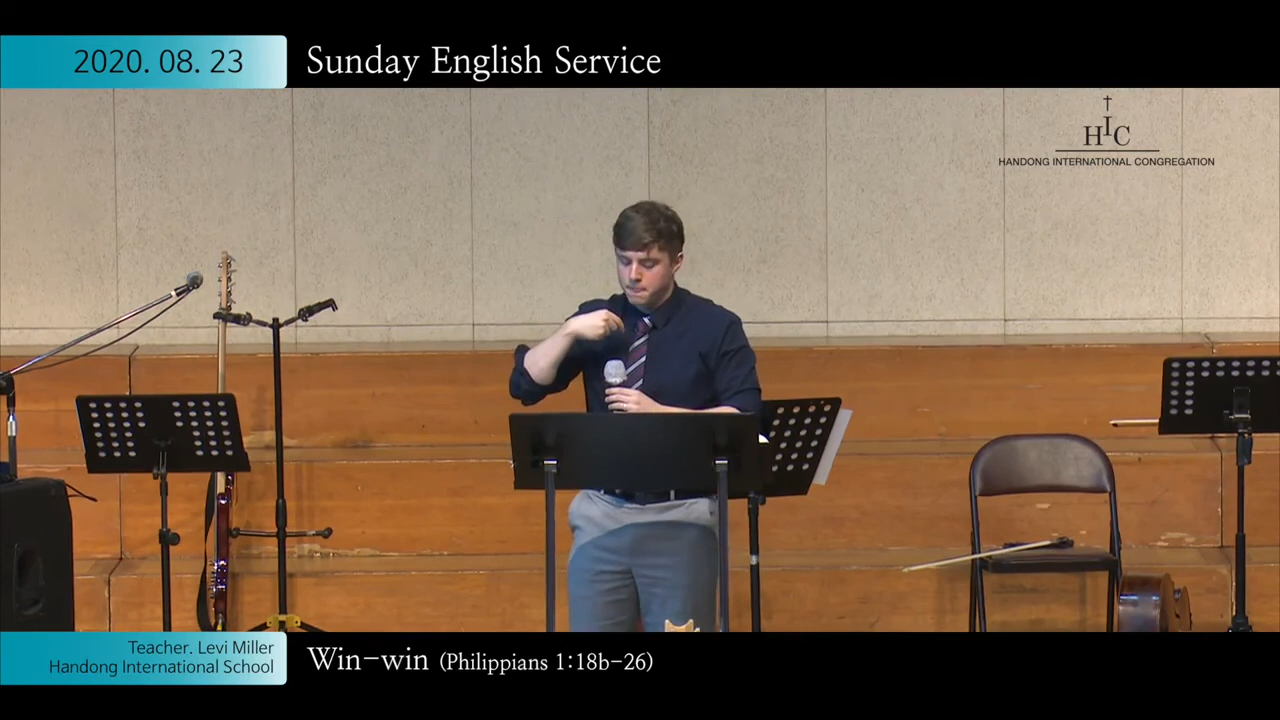 2020. 08. 23
Sunday English Service
HIC
HANDONG INTERNATIONAL CONGREGATION
Teacher. Levi Miller
Handong International School
Win-win (Philippians 1:18b-26)